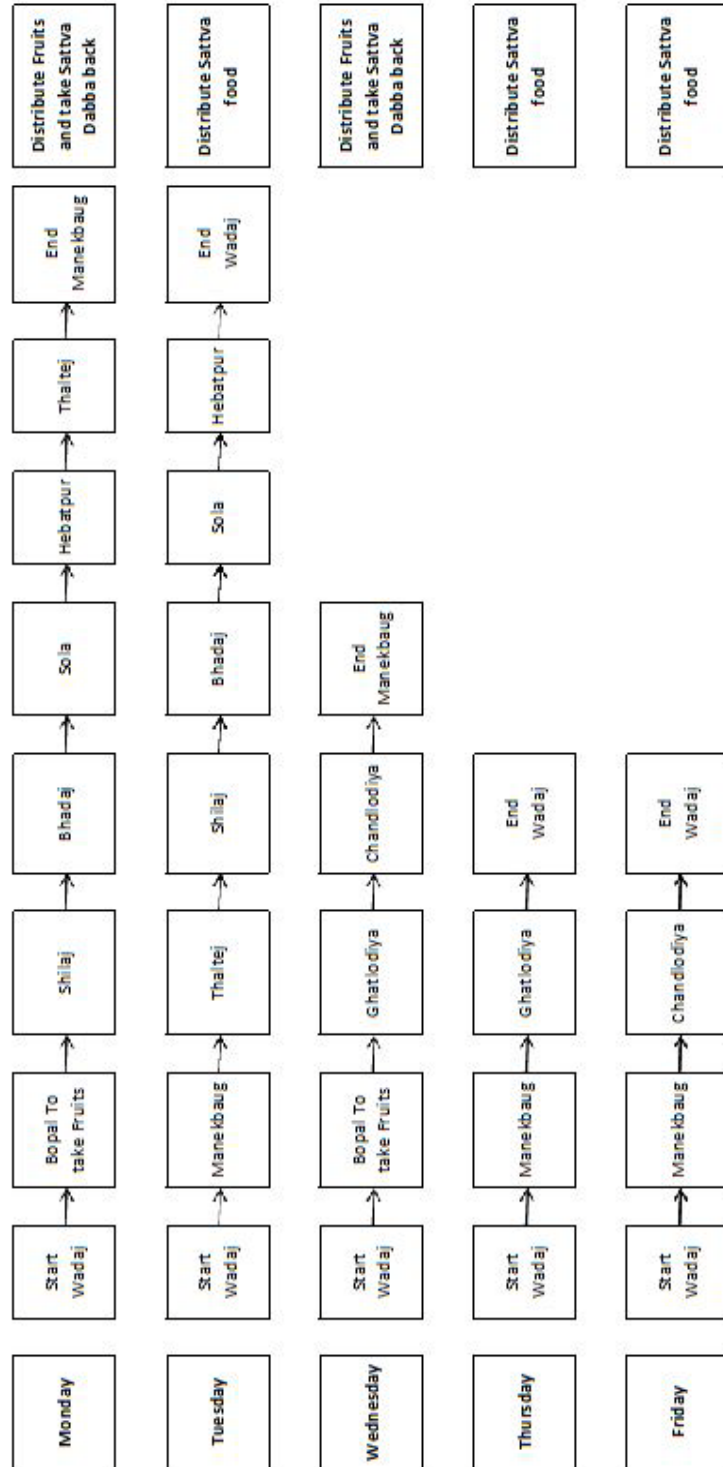 Monday
Start
Wadaj
Bopal To
take Fruits
Shilaj
Bhadaj
Sola
Hebatpur
Thaltej
End
Manekbaug
Distribute Fruits
and take Sattva
Dabba back
Tuesday
Start
Wadaj
Manekbaug
Thaltej
Shilaj
Bhadaj
Sola
Hebatpur
End
Wadaj
Distribute Sattva
food
Wednesday
Start
Wadaj
Bopal To
take Fruits
Ghatlodiya
Chandlodiya
End
Manekbaug
Distribute Fruits
and take Sattva
Dabba back
Thursday
Start
Wadaj
Manekbaug
Ghatlodiya
End
Wadaj
Distribute Sattva
food
Friday
Start
Wadaj
Manekbaug
Chandlodiya
End
Wadaj
Distribute Sattva
food